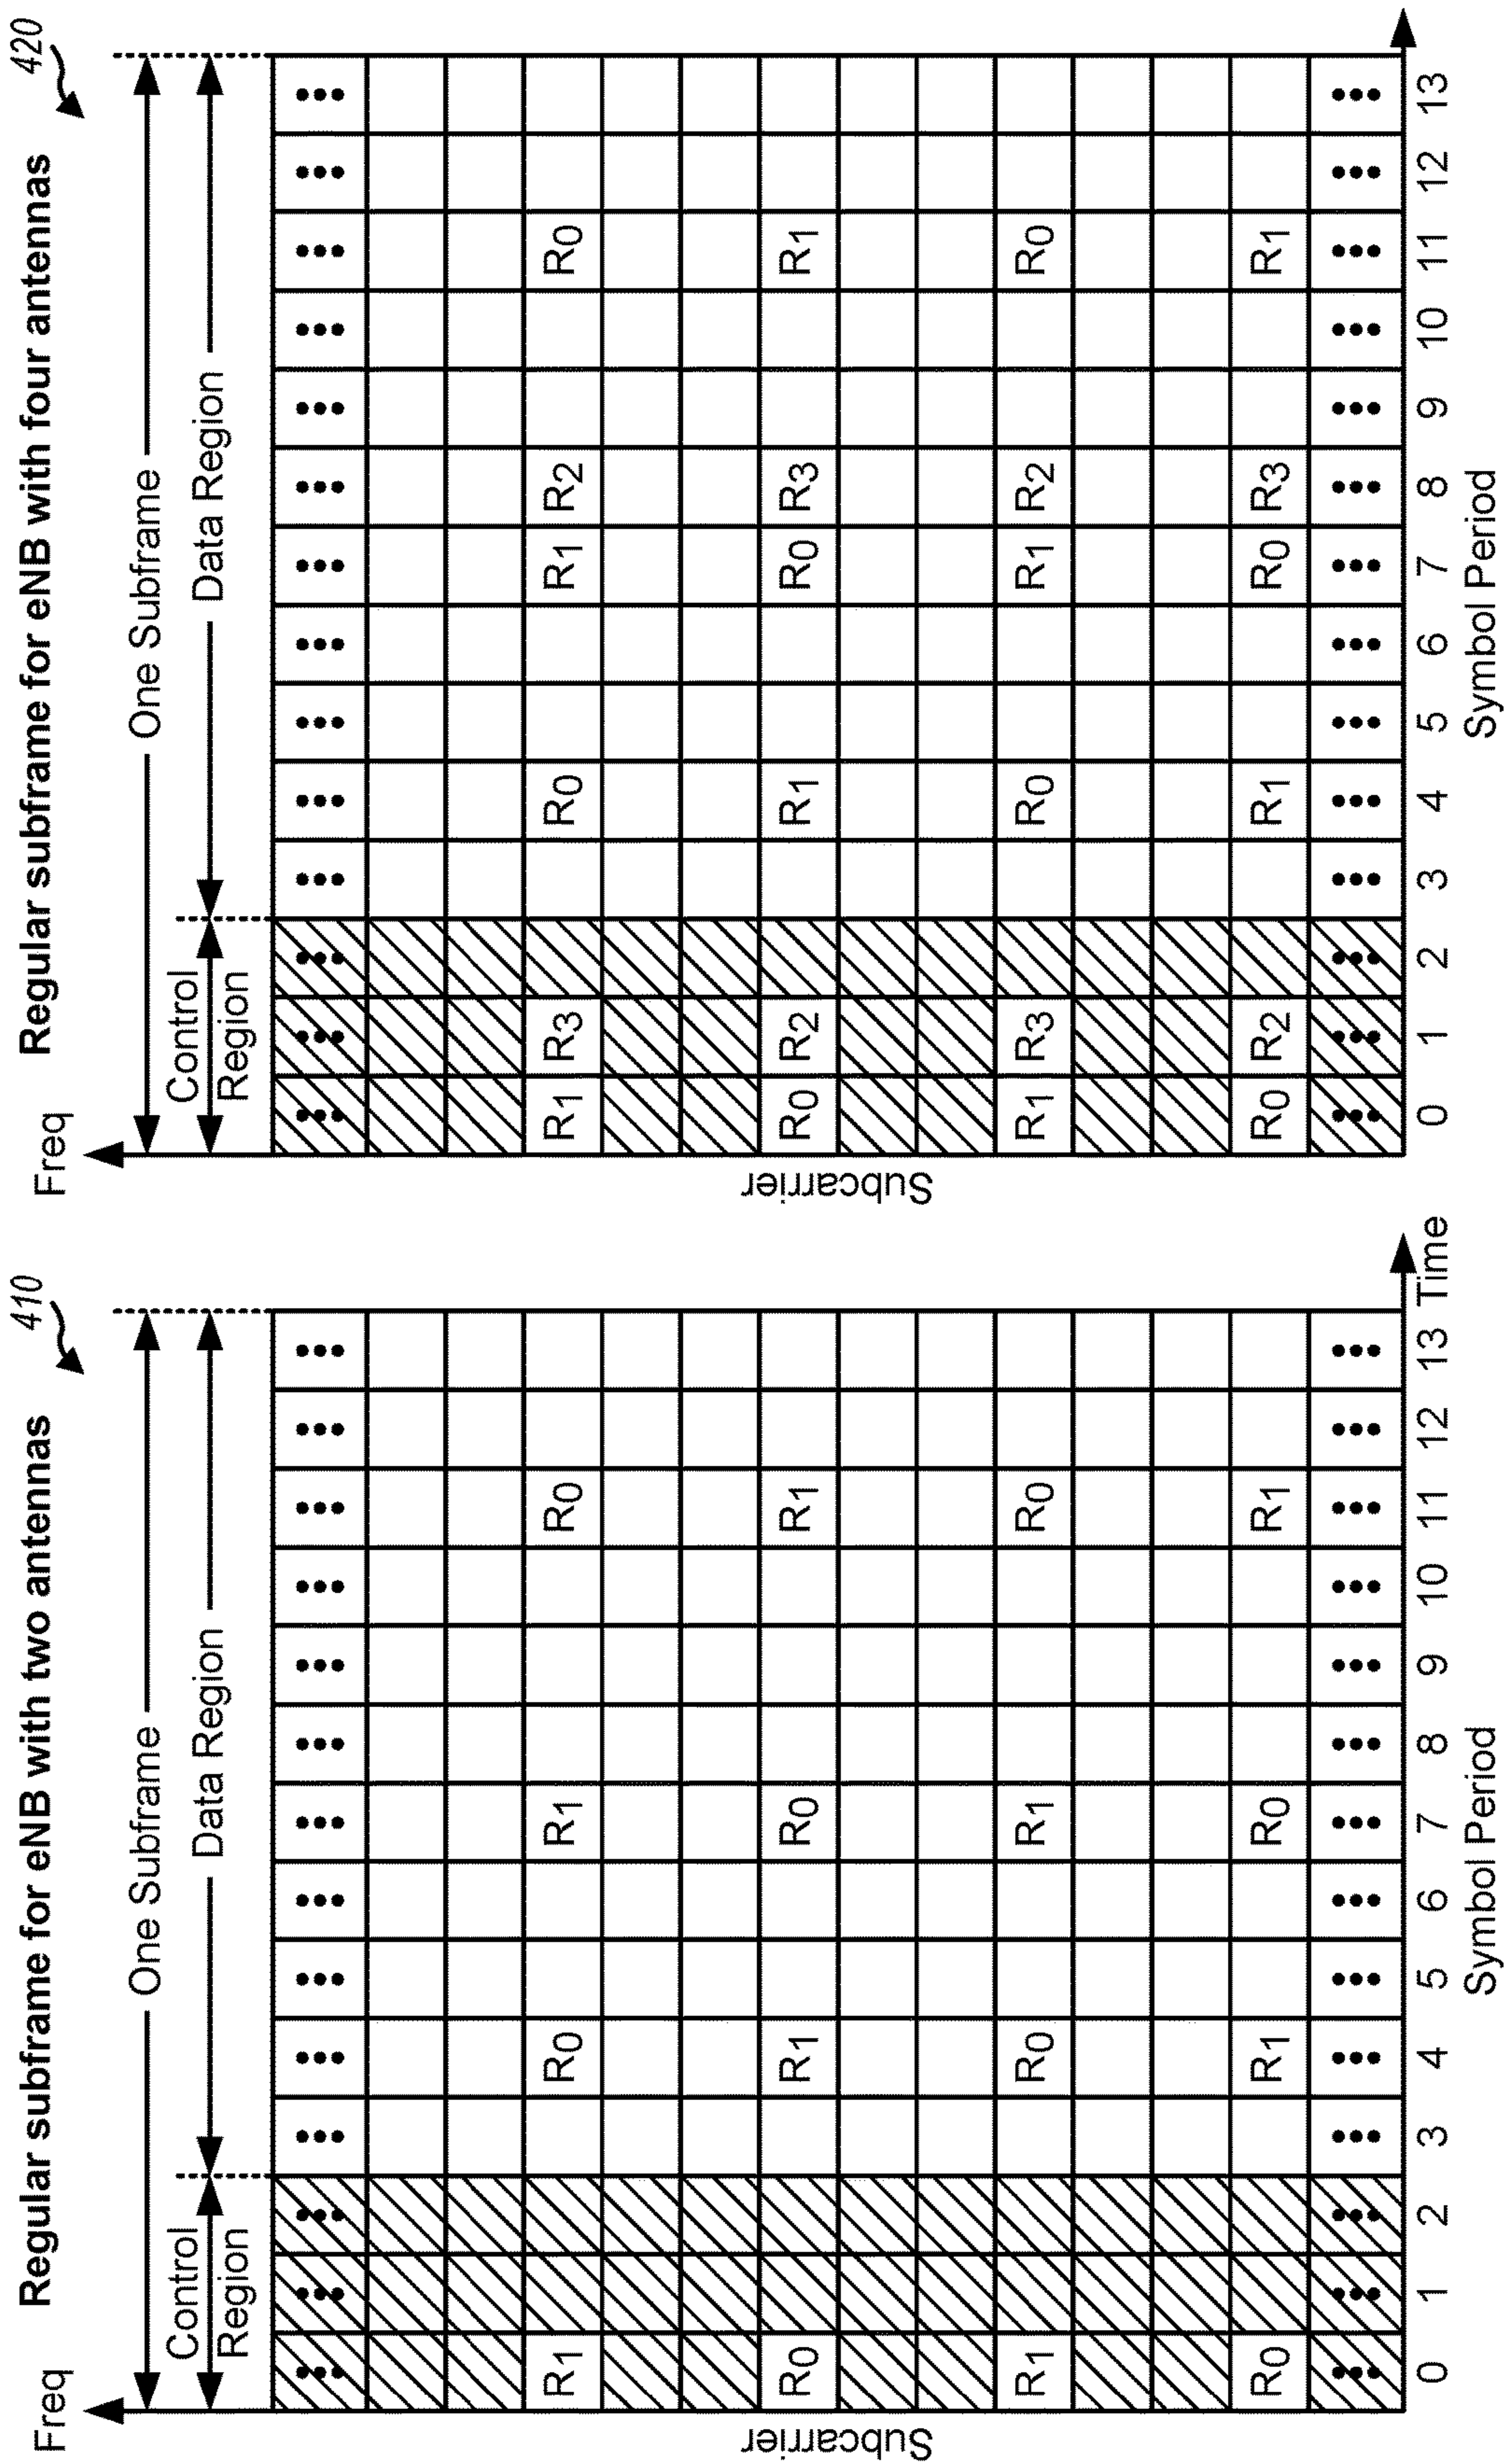 Regular subframe for eNB with two antennas
410
Freq
One Subframe
Control
Region
Data Region
Subcarrier
••• ••• ••• ••• ••• ••• ••• ••• ••• ••• ••• ••• ••• •••
R1 R0 R1 R0
R0 R1 R0 R1
R1 R0 R1 R0
R0 R1 R0 R1
••• ••• ••• ••• ••• ••• ••• ••• ••• ••• ••• ••• ••• •••
0 1 2 3 4 5 6 7 8 9 10 11 12 13
Time
Symbol Period
Regular subframe for eNB with four antennas
420
Freq
One Subframe
Control
Region
Data Region
Subcarrier
••• ••• ••• ••• ••• ••• ••• ••• ••• ••• ••• ••• ••• •••
R1 R3 R0 R1 R2 R0
R0 R2 R1 R0 R3 R1
R1 R3 R0 R1 R2 R0
R0 R2 R1 R0 R3 R1
••• ••• ••• ••• ••• ••• ••• ••• ••• ••• ••• ••• ••• •••
0 1 2 3 4 5 6 7 8 9 10 11 12 13
Symbol Period